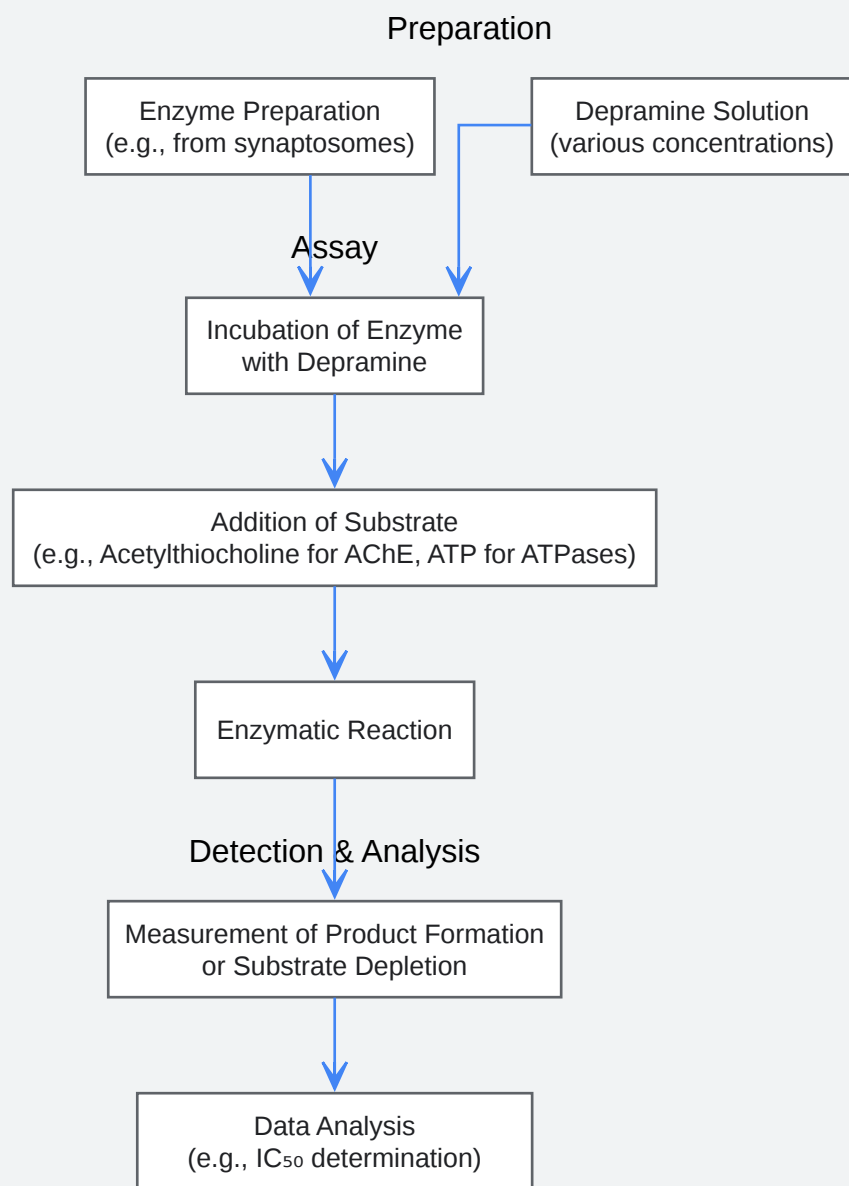 Preparation
Enzyme Preparation
(e.g., from synaptosomes)
Depramine Solution
(various concentrations)
Assay
Incubation of Enzyme
with Depramine
Addition of Substrate
(e.g., Acetylthiocholine for AChE, ATP for ATPases)
Enzymatic Reaction
Detection & Analysis
Measurement of Product Formation
or Substrate Depletion
Data Analysis
(e.g., IC₅₀ determination)